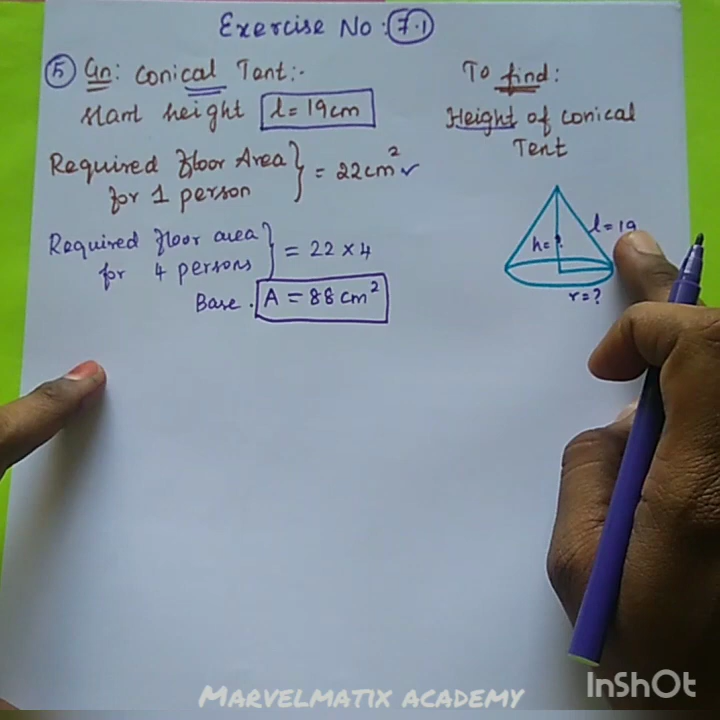 Exercise No: 7.1
5 Gn: Conical Tent:-
slant height l = 19cm
Required Floor Area
for 1 person } = 22cm² ✓
Required Floor area
for 4 persons } = 22 × 4
Base. A = 88 cm²
To find:
Height of conical
Tent
l = 19
h = ?
r = ?
MARVELMATIX ACADEMY
InShOt